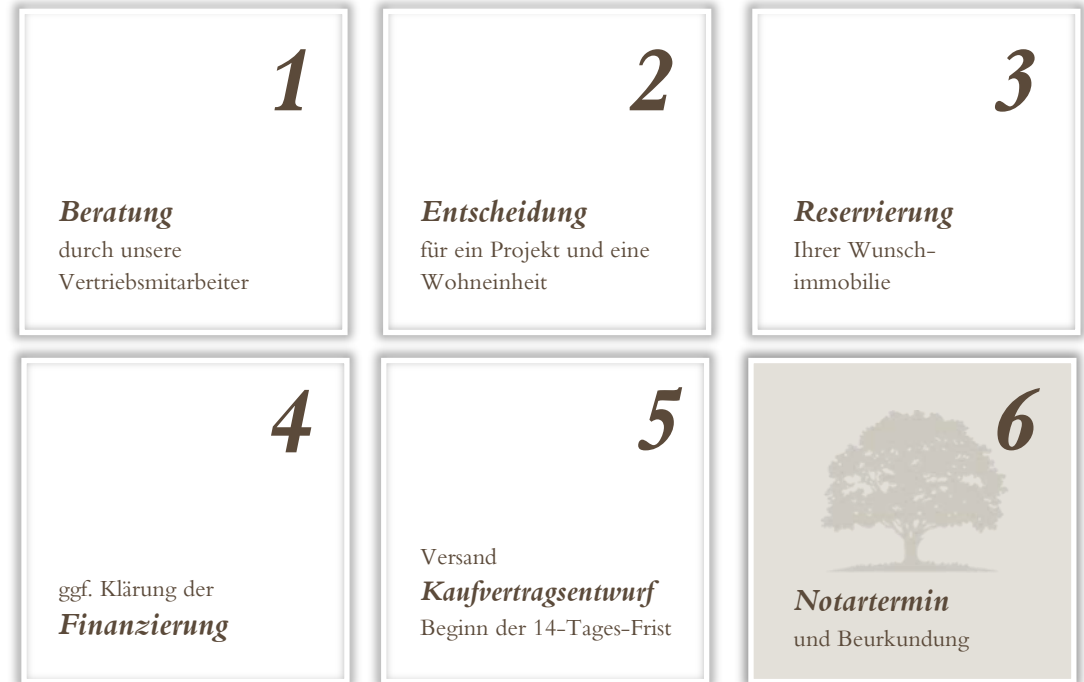 1
Beratung
durch unsere
Vertriebsmitarbeiter
2
Entscheidung
für ein Projekt und eine
Wohneinheit
3
Reservierung
Ihrer Wunsch-
immobilie
4
ggf. Klärung der
Finanzierung
5
Versand
Kaufvertragsentwurf
Beginn der 14-Tages-Frist
6
Notartermin
und Beurkundung